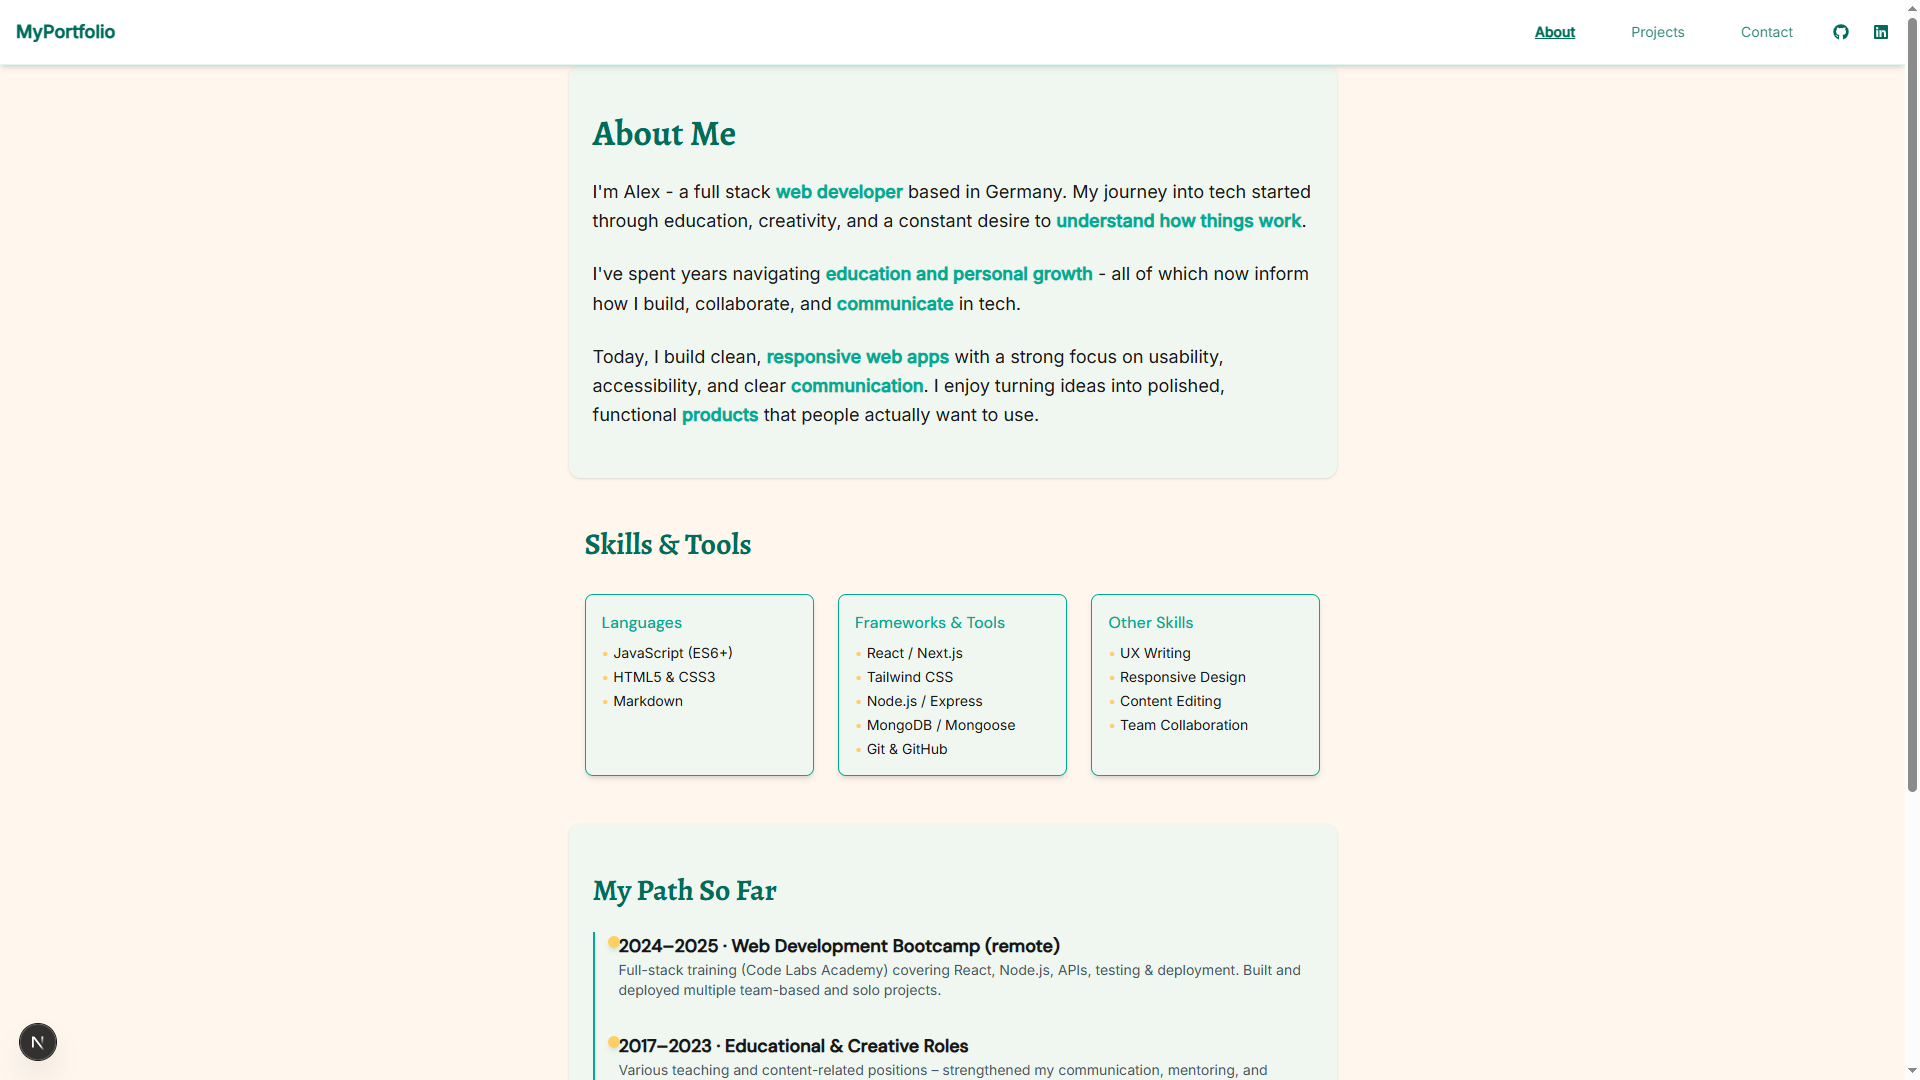 MyPortfolio
About
Projects
Contact
About Me
I'm Alex - a full stack web developer based in Germany. My journey into tech started
through education, creativity, and a constant desire to understand how things work.
I've spent years navigating education and personal growth - all of which now inform
how I build, collaborate, and communicate in tech.
Today, I build clean, responsive web apps with a strong focus on usability,
accessibility, and clear communication. I enjoy turning ideas into polished,
functional products that people actually want to use.
Skills & Tools
Languages
• JavaScript (ES6+)
• HTML5 & CSS3
• Markdown
Frameworks & Tools
• React / Next.js
• Tailwind CSS
• Node.js / Express
• MongoDB / Mongoose
• Git & GitHub
Other Skills
• UX Writing
• Responsive Design
• Content Editing
• Team Collaboration
My Path So Far
2024–2025 · Web Development Bootcamp (remote)
Full-stack training (Code Labs Academy) covering React, Node.js, APIs, testing & deployment. Built and
deployed multiple team-based and solo projects.
2017–2023 · Educational & Creative Roles
Various teaching and content-related positions – strengthened my communication, mentoring, and
N